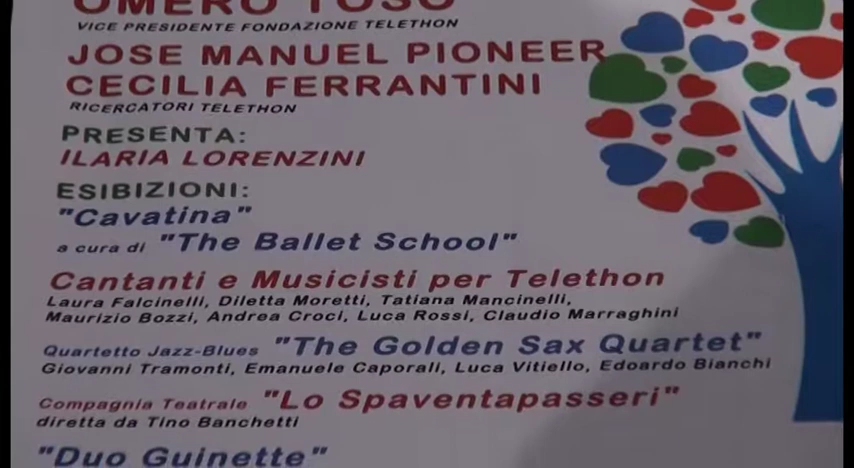 OMERO TOSO
VICE PRESIDENTE FONDAZIONE TELETHON
JOSE MANUEL PIONEER
CECILIA FERRANTINI
RICERCATORI TELETHON
PRESENTA:
ILARIA LORENZINI
ESIBIZIONI:
"Cavatina"
a cura di "The Ballet School"
Cantanti e Musicisti per Telethon
Laura Falcinelli, Diletta Moretti, Tatiana Mancinelli,
Maurizio Bozzi, Andrea Croci, Luca Rossi, Claudio Marraghini
Quartetto Jazz-Blues "The Golden Sax Quartet"
Giovanni Tramonti, Emanuele Caporali, Luca Vitiello, Edoardo Bianchi
Compagnia Teatrale "Lo Spaventapasseri"
diretta da Tino Banchetti
"Duo Guinette"